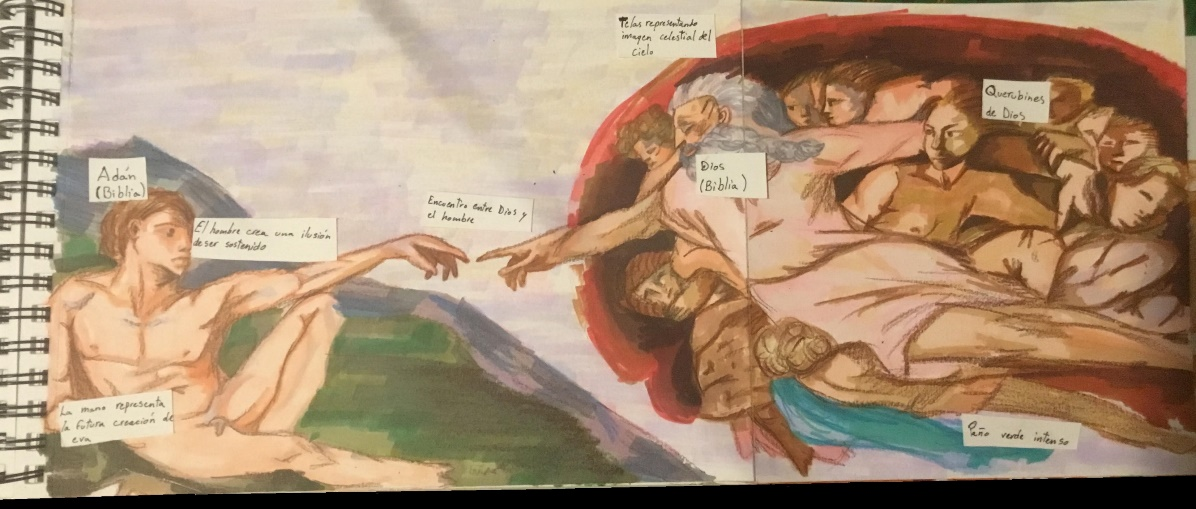 Telas representando
imagen celestial del
cielo
Querubines
de Dios
Adán
(Biblia)
Dios
(Biblia)
Encuentro entre Dios y
el hombre
El hombre crea una ilusión
de ser sostenido
La mano representa
la futura creación de
eva
Paño verde intenso